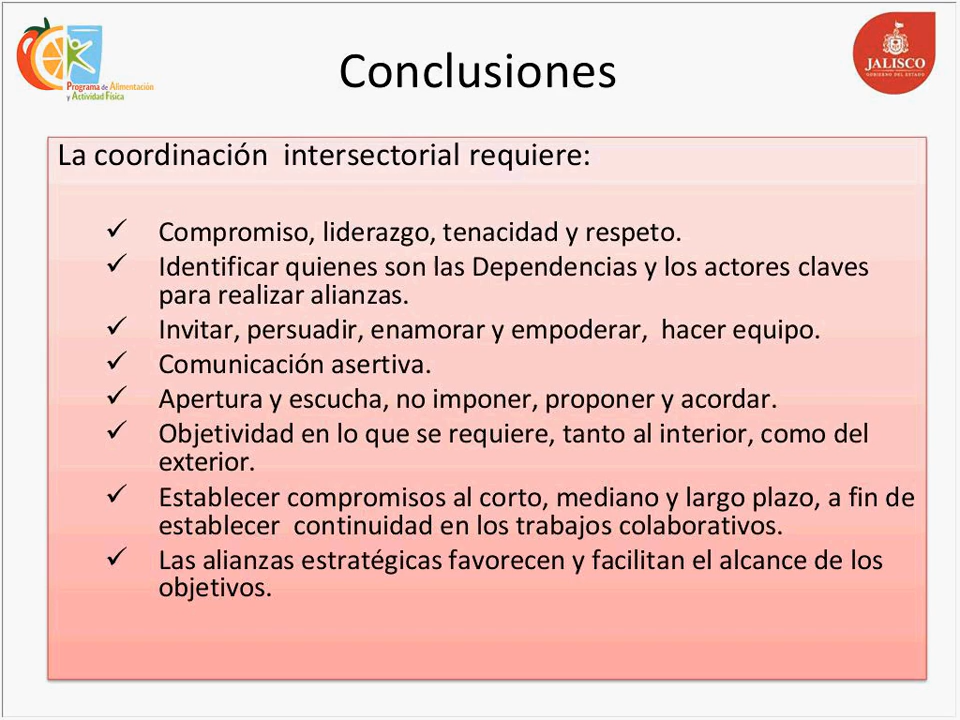 Conclusiones
Programa de Alimentación
y Actividad Física
JALISCO
GOBIERNO DEL ESTADO
La coordinación intersectorial requiere:
✓ Compromiso, liderazgo, tenacidad y respeto.
✓ Identificar quienes son las Dependencias y los actores claves
para realizar alianzas.
✓ Invitar, persuadir, enamorar y empoderar, hacer equipo.
✓ Comunicación asertiva.
✓ Apertura y escucha, no imponer, proponer y acordar.
✓ Objetividad en lo que se requiere, tanto al interior, como del
exterior.
✓ Establecer compromisos al corto, mediano y largo plazo, a fin de
establecer continuidad en los trabajos colaborativos.
✓ Las alianzas estratégicas favorecen y facilitan el alcance de los
objetivos.